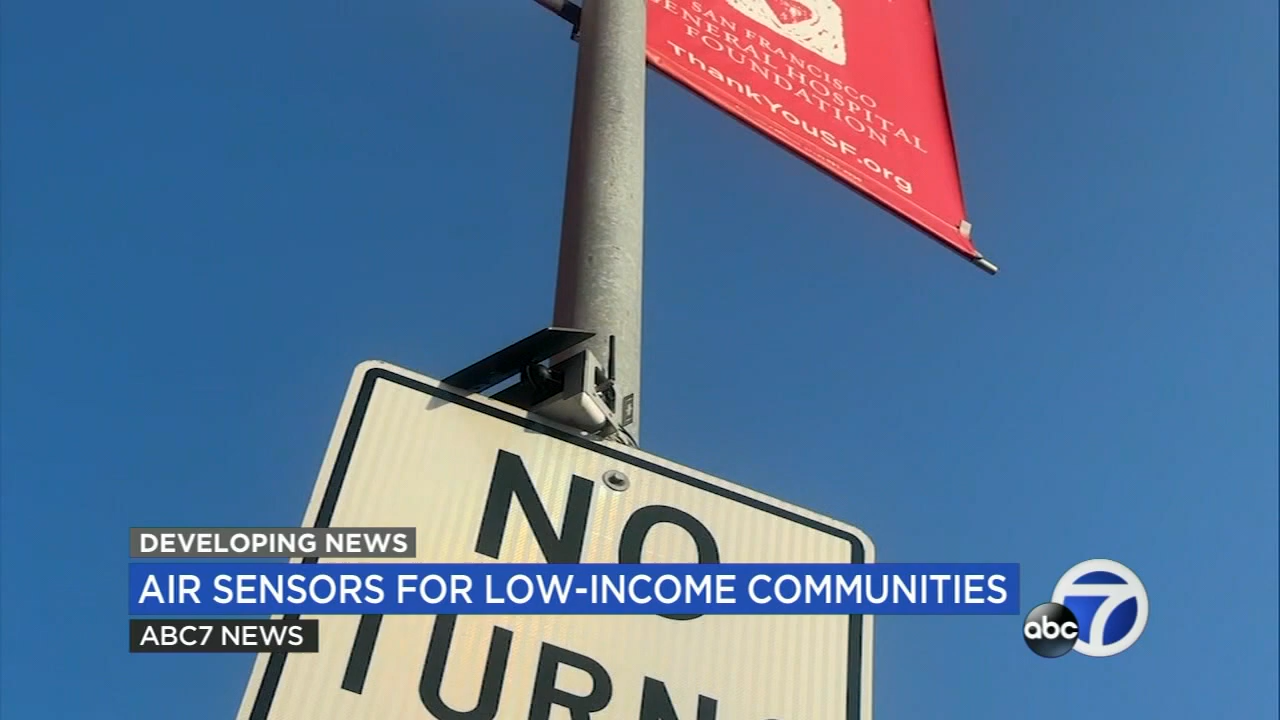 SAN FRANCISCO
GENERAL HOSPITAL
FOUNDATION
ThankYouSF.org
NO
TURNS
DEVELOPING NEWS
AIR SENSORS FOR LOW-INCOME COMMUNITIES
ABC7 NEWS
abc 7